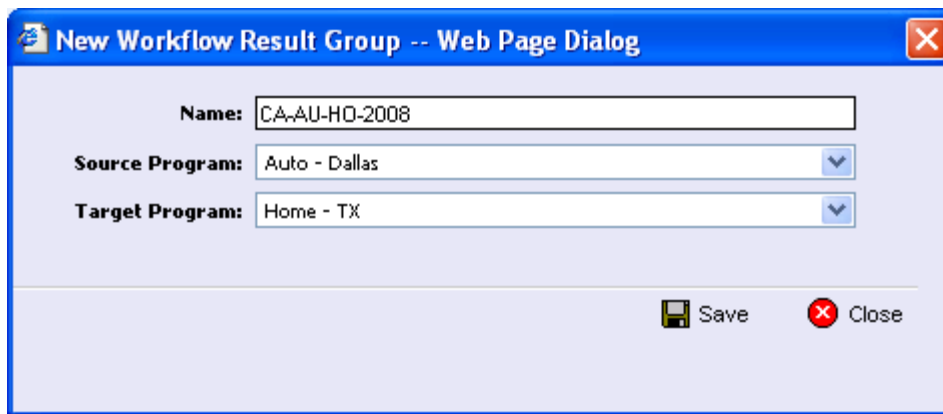 New Workflow Result Group -- Web Page Dialog
Name: CA-AU-HO-2008
Source Program: Auto - Dallas
Target Program: Home - TX
Save Close